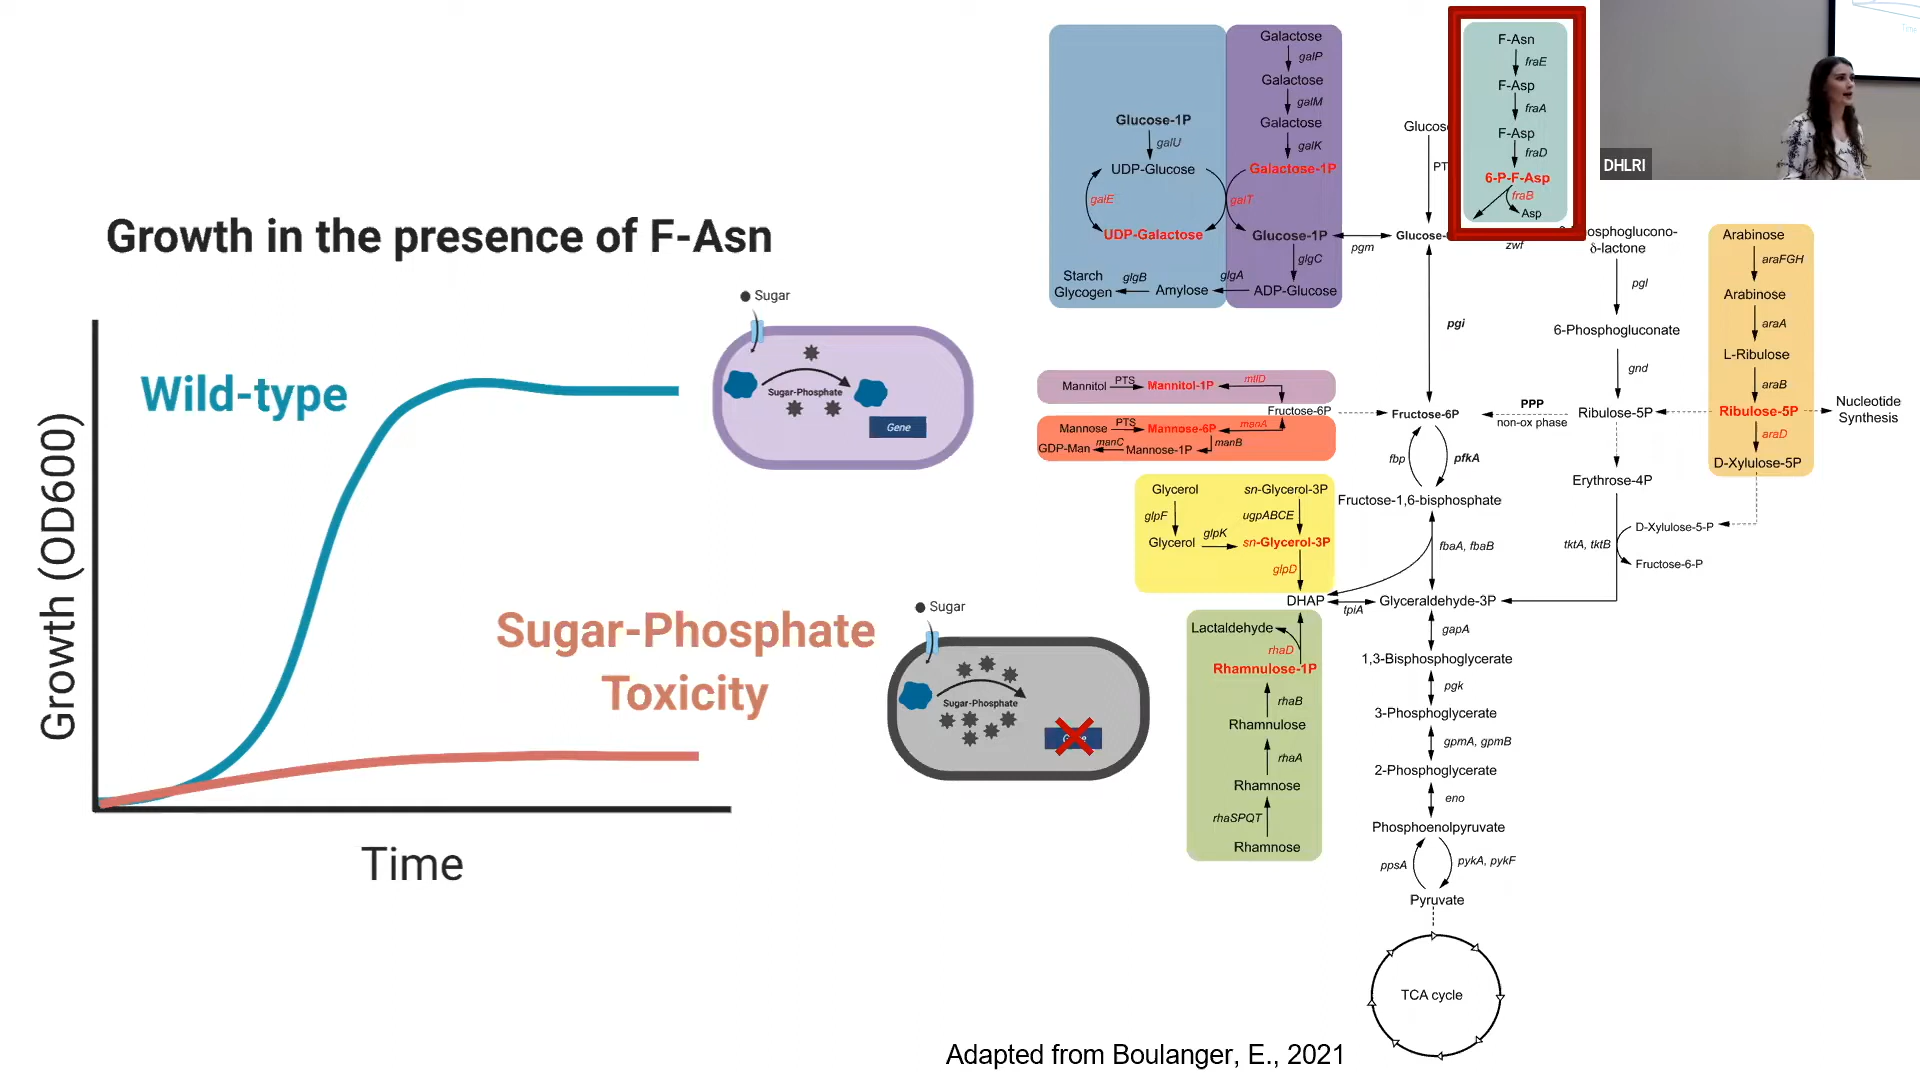 Growth in the presence of F-Asn
Growth (OD600)
Time
Wild-type
Sugar-Phosphate
Toxicity
Sugar
Sugar-Phosphate
Gene
Sugar
Sugar-Phosphate
Glucose-1P
galU
UDP-Glucose
galE
UDP-Galactose
Starch
Glycogen
glgB
Amylose
glgA
Galactose
galP
Galactose
galM
Galactose
galK
Galactose-1P
galT
Glucose-1P
pgm
glgC
ADP-Glucose
F-Asn
fraE
F-Asp
fraA
F-Asp
fraD
6-P-F-Asp
fraB
Asp
zwf
δ-lactone
pgl
6-Phosphogluconate
gnd
Ribulose-5P
PPP
non-ox phase
Erythrose-4P
tktA, tktB
D-Xylulose-5-P
Fructose-6-P
Arabinose
araFGH
Arabinose
araA
L-Ribulose
araB
Ribulose-5P
araD
D-Xylulose-5P
Nucleotide
Synthesis
pgi
Mannitol
PTS
Mannitol-1P
mtlD
Fructose-6P
Fructose-6P
Mannose
PTS
Mannose-6P
manA
GDP-Man
manC
Mannose-1P
manB
fbp
pfkA
Fructose-1,6-bisphosphate
Glycerol
glpF
Glycerol
glpK
sn-Glycerol-3P
ugpABCE
sn-Glycerol-3P
glpD
fbaA, fbaB
DHAP
tpiA
Glyceraldehyde-3P
Lactaldehyde
rhaD
Rhamnulose-1P
rhaB
Rhamnulose
rhaA
Rhamnose
rhaSPQT
Rhamnose
gapA
1,3-Bisphosphoglycerate
pgk
3-Phosphoglycerate
gpmA, gpmB
2-Phosphoglycerate
eno
Phosphoenolpyruvate
ppsA
pykA, pykF
Pyruvate
TCA cycle
Adapted from Boulanger, E., 2021
DHLRI